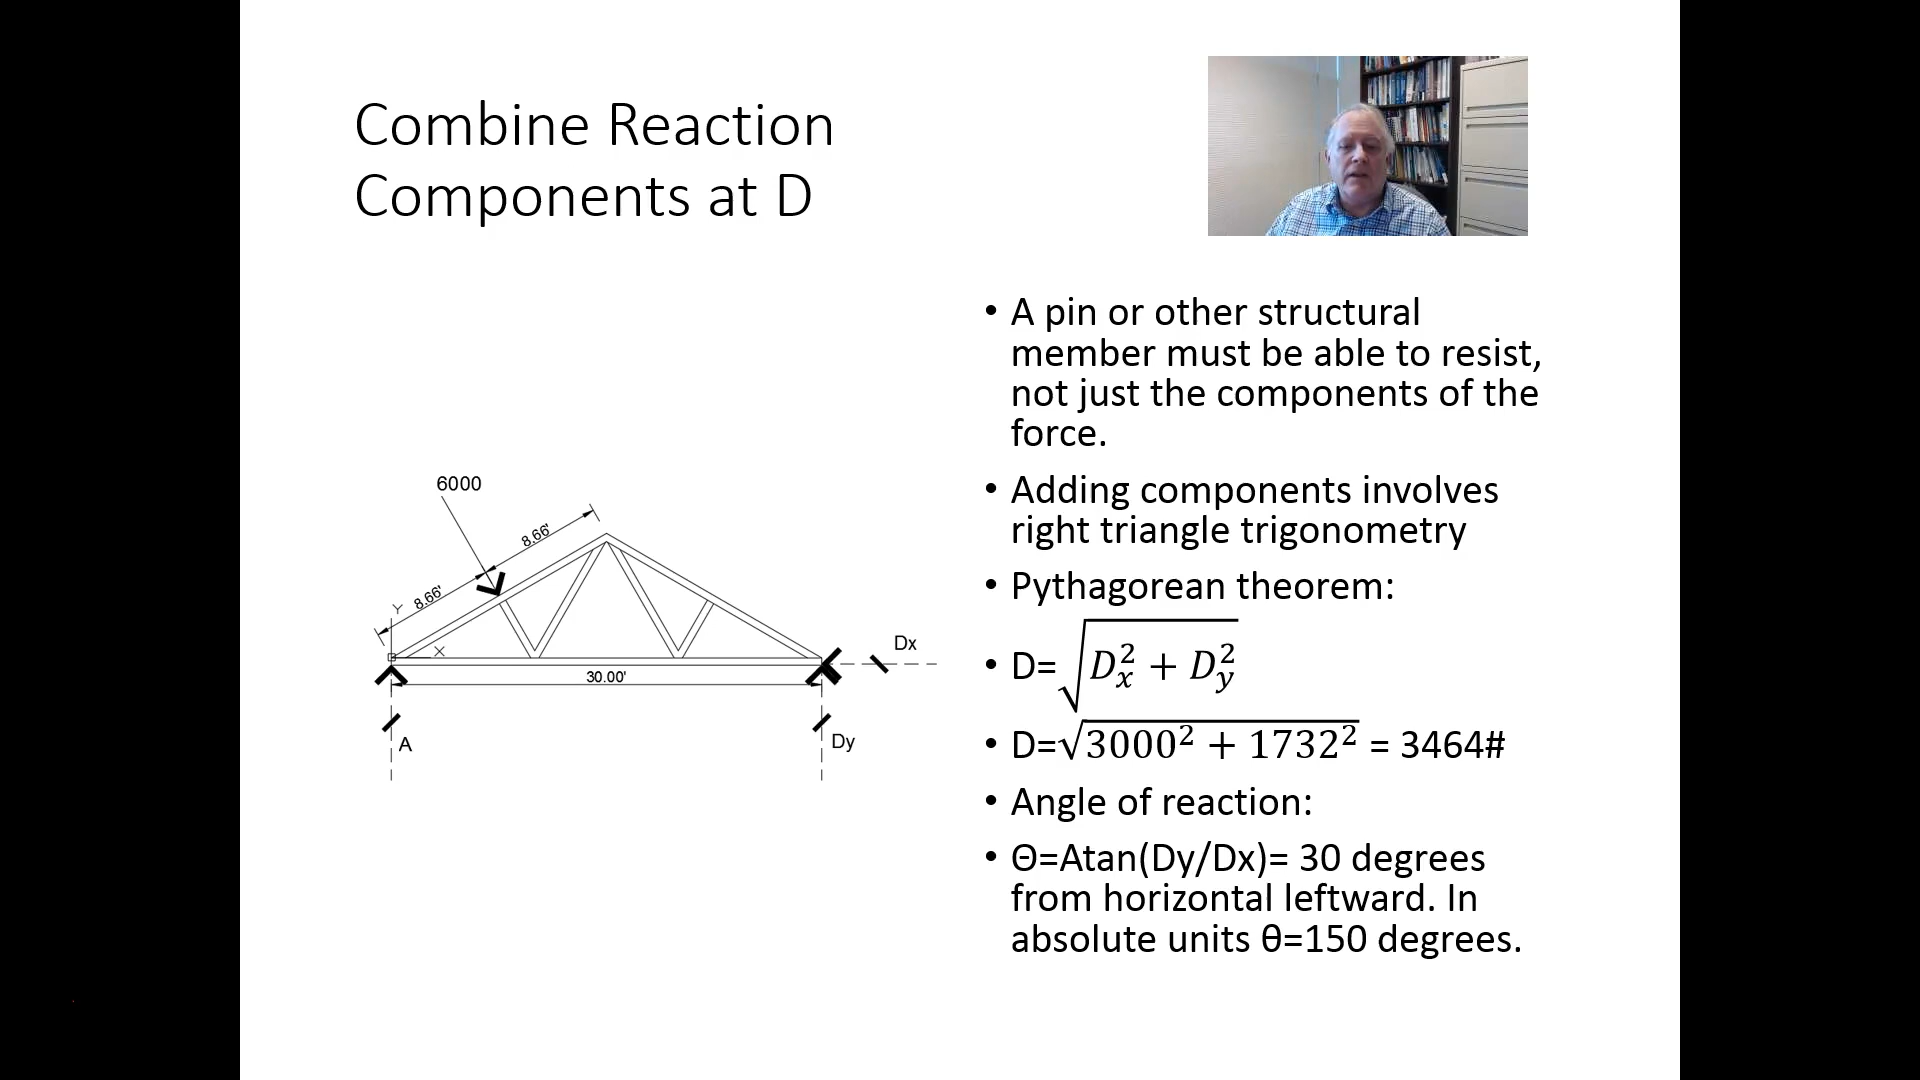 Combine Reaction
Components at D
• A pin or other structural
member must be able to resist,
not just the components of the
force.
• Adding components involves
right triangle trigonometry
• Pythagorean theorem:
• D=√(Dₓ² + Dᵧ²)
• D=√(3000² + 1732²) = 3464#
• Angle of reaction:
• Θ=Atan(Dy/Dx)= 30 degrees
from horizontal leftward. In
absolute units θ=150 degrees.
6000
8.66'
8.66'
Y
X
Dx
30.00'
A
Dy